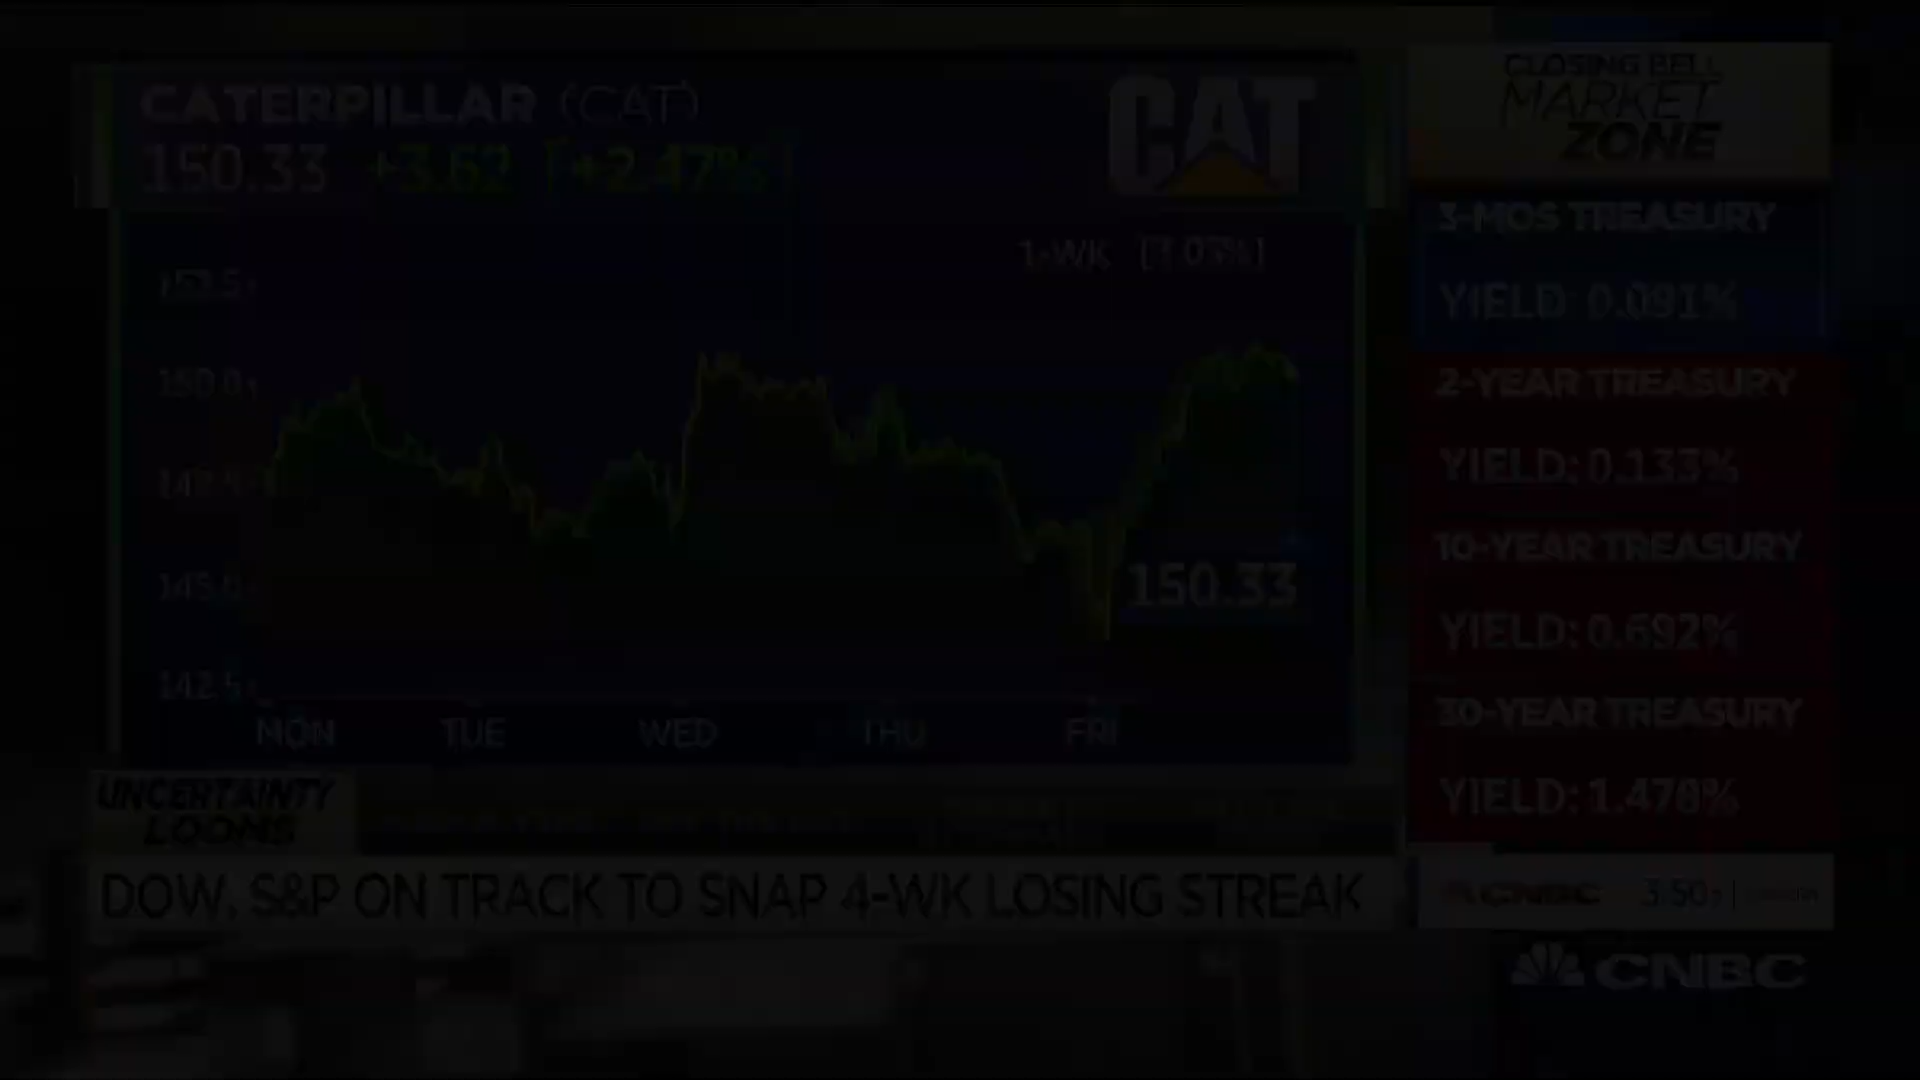 CATERPILLAR (CAT)
150.33 +3.62 [+2.47%]
CAT
1-WK [1.03%]
150.0
145.0
142.5
150.33
MON TUE WED THU FRI
UNCERTAINTY
LOOMS
DOW, S&P ON TRACK TO SNAP 4-WK LOSING STREAK
CLOSING BELL
MARKET
ZONE
3-MOS TREASURY
YIELD: 0.091%
2-YEAR TREASURY
YIELD: 0.133%
10-YEAR TREASURY
YIELD: 0.692%
30-YEAR TREASURY
YIELD: 1.478%
CNBC 3:50P
CNBC